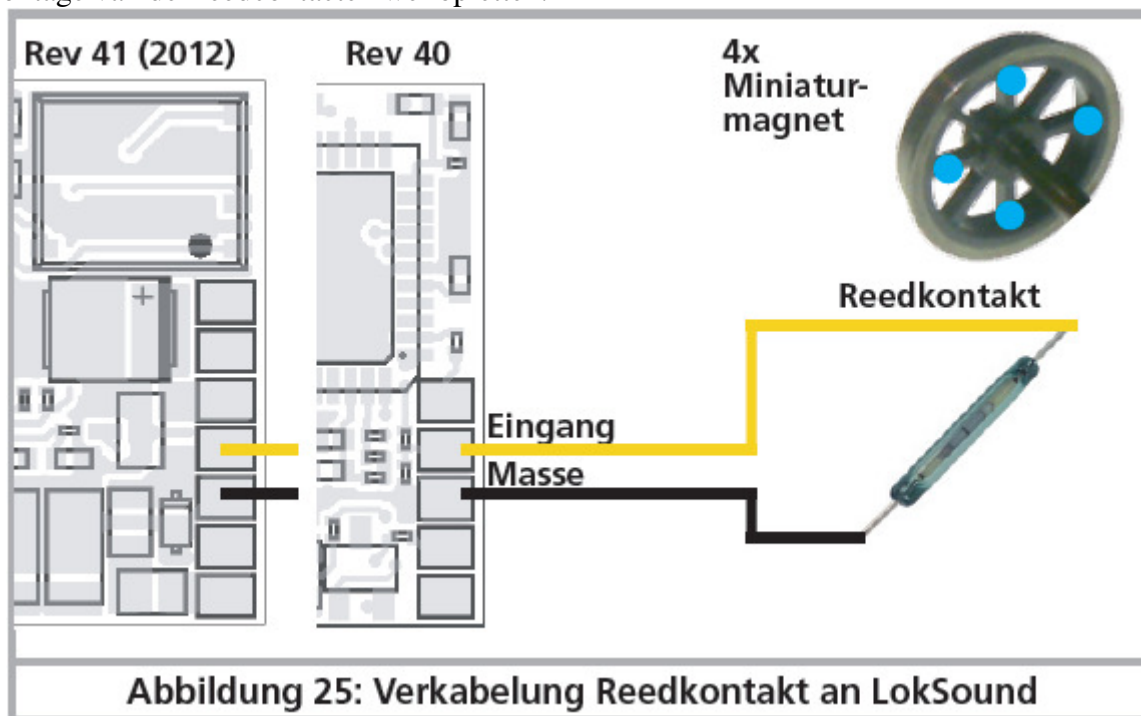 Rev 41 (2012)
Rev 40
4x
Miniatur-
magnet
+
Reedkontakt
Eingang
Masse
Abbildung 25: Verkabelung Reedkontakt an LokSound